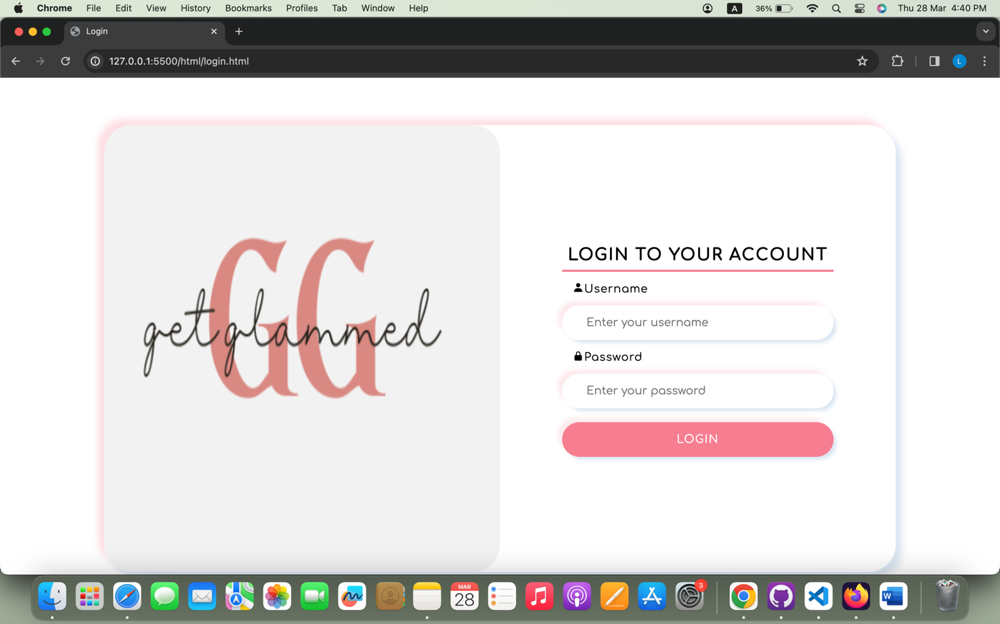 Chrome File Edit View History Bookmarks Profiles Tab Window Help A 36% Thu 28 Mar 4:40 PM
Login
127.0.0.1:5500/html/login.html L
GG
get glammed
LOGIN TO YOUR ACCOUNT
Username
Enter your username
Password
Enter your password
LOGIN
MAR 3
28 W